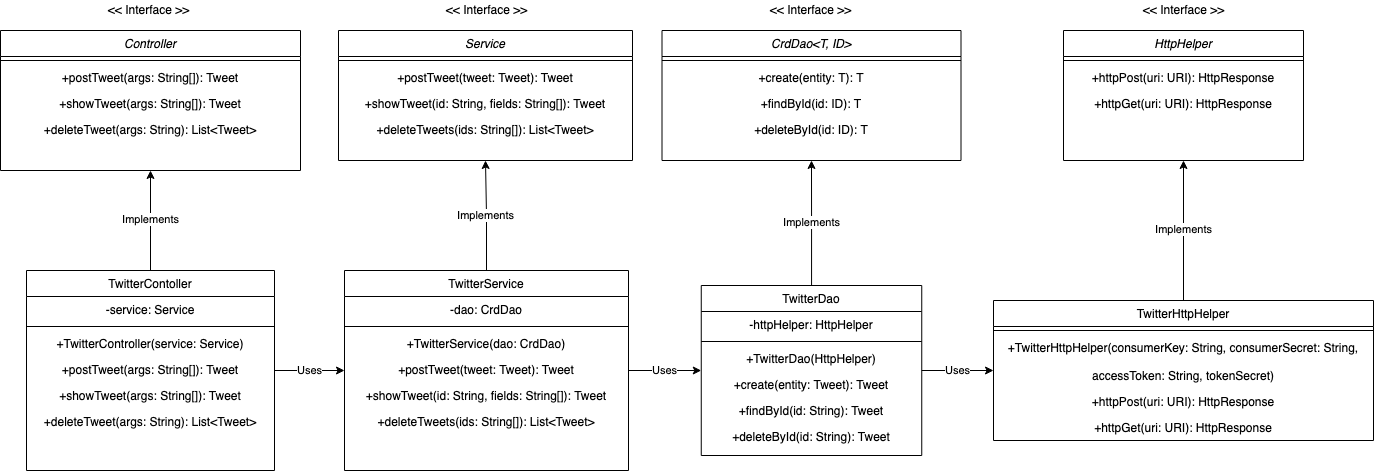 << Interface >>
Controller
+postTweet(args: String[]): Tweet
+showTweet(args: String[]): Tweet
+deleteTweet(args: String): List<Tweet>
<< Interface >>
Service
+postTweet(tweet: Tweet): Tweet
+showTweet(id: String, fields: String[]): Tweet
+deleteTweets(ids: String[]): List<Tweet>
<< Interface >>
CrdDao<T, ID>
+create(entity: T): T
+findById(id: ID): T
+deleteById(id: ID): T
<< Interface >>
HttpHelper
+httpPost(uri: URI): HttpResponse
+httpGet(uri: URI): HttpResponse
Implements
Implements
Implements
Implements
TwitterContoller
-service: Service
+TwitterController(service: Service)
+postTweet(args: String[]): Tweet
+showTweet(args: String[]): Tweet
+deleteTweet(args: String): List<Tweet>
Uses
TwitterService
-dao: CrdDao
+TwitterService(dao: CrdDao)
+postTweet(tweet: Tweet): Tweet
+showTweet(id: String, fields: String[]): Tweet
+deleteTweets(ids: String[]): List<Tweet>
Uses
TwitterDao
-httpHelper: HttpHelper
+TwitterDao(HttpHelper)
+create(entity: Tweet): Tweet
+findById(id: String): Tweet
+deleteById(id: String): Tweet
Uses
TwitterHttpHelper
+TwitterHttpHelper(consumerKey: String, consumerSecret: String,
accessToken: String, tokenSecret)
+httpPost(uri: URI): HttpResponse
+httpGet(uri: URI): HttpResponse